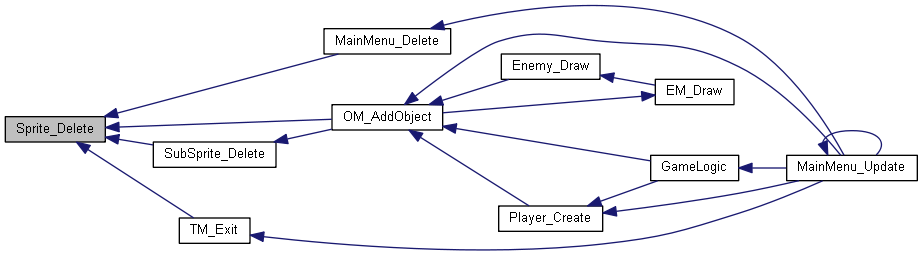 MainMenu_Delete
Enemy_Draw
EM_Draw
OM_AddObject
Sprite_Delete
SubSprite_Delete
GameLogic
MainMenu_Update
Player_Create
TM_Exit